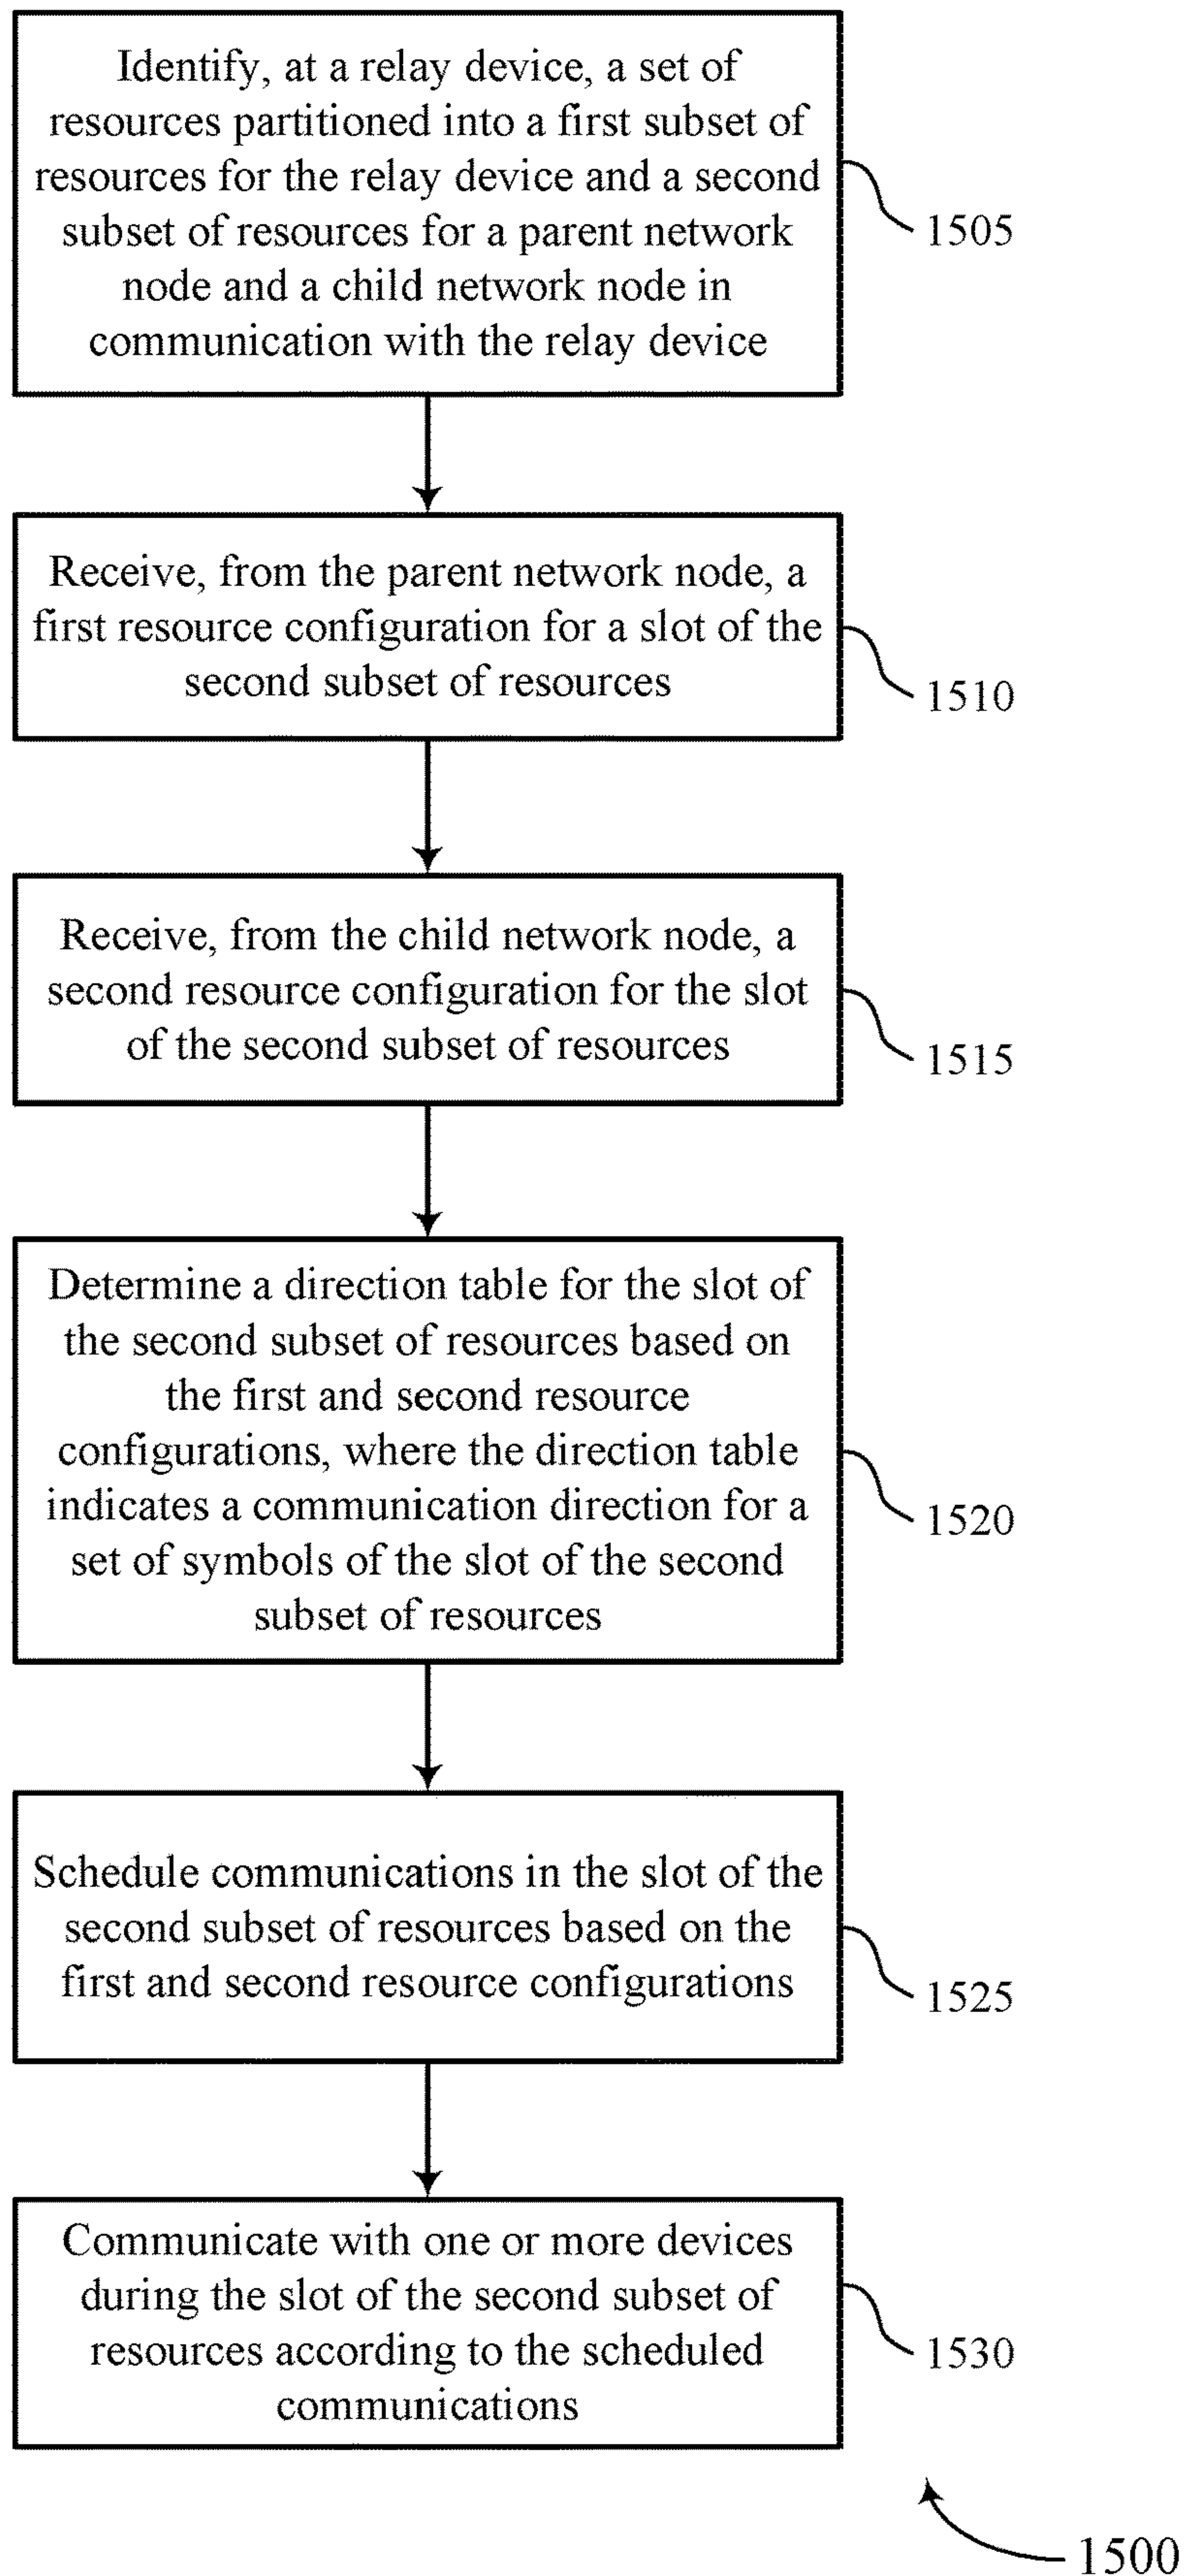 Identify, at a relay device, a set of
resources partitioned into a first subset of
resources for the relay device and a second
subset of resources for a parent network
node and a child network node in
communication with the relay device
1505
Receive, from the parent network node, a
first resource configuration for a slot of the
second subset of resources
1510
Receive, from the child network node, a
second resource configuration for the slot
of the second subset of resources
1515
Determine a direction table for the slot of
the second subset of resources based on
the first and second resource
configurations, where the direction table
indicates a communication direction for a
set of symbols of the slot of the second
subset of resources
1520
Schedule communications in the slot of the
second subset of resources based on the
first and second resource configurations
1525
Communicate with one or more devices
during the slot of the second subset of
resources according to the scheduled
communications
1530
1500